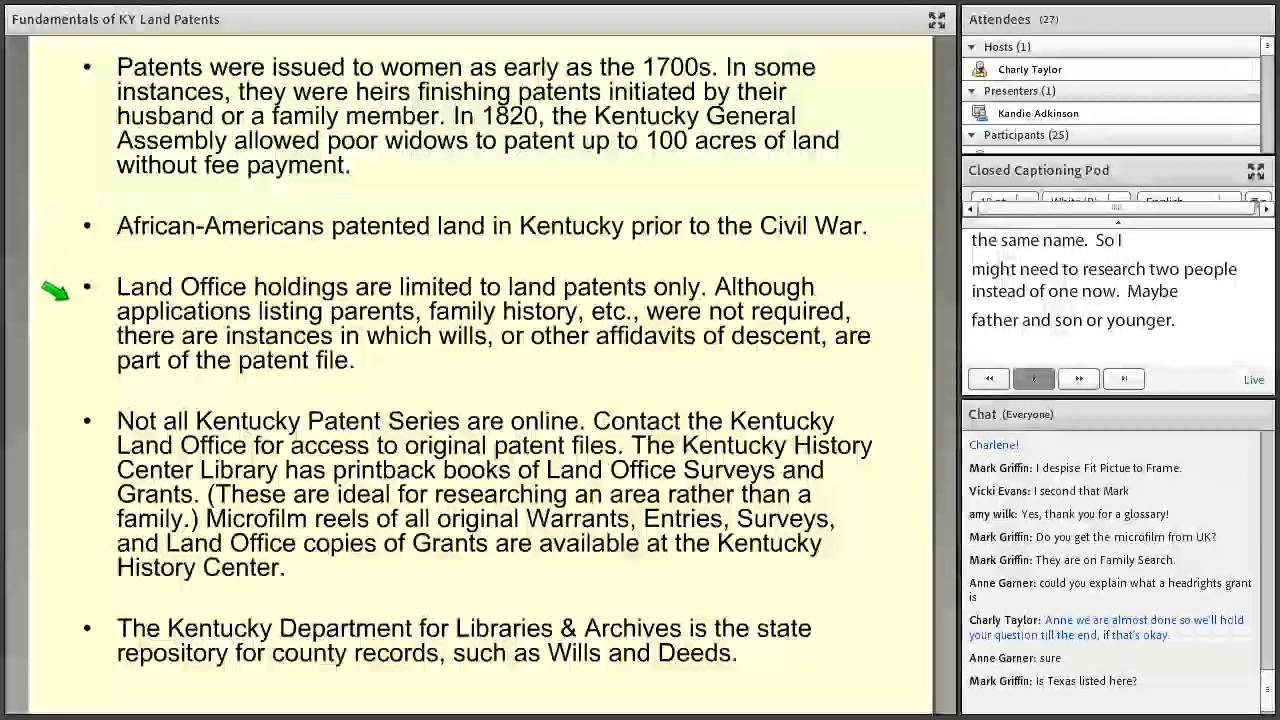 Fundamentals of KY Land Patents
• Patents were issued to women as early as the 1700s. In some
instances, they were heirs finishing patents initiated by their
husband or a family member. In 1820, the Kentucky General
Assembly allowed poor widows to patent up to 100 acres of land
without fee payment.
• African-Americans patented land in Kentucky prior to the Civil War.
• Land Office holdings are limited to land patents only. Although
applications listing parents, family history, etc., were not required,
there are instances in which wills, or other affidavits of descent, are
part of the patent file.
• Not all Kentucky Patent Series are online. Contact the Kentucky
Land Office for access to original patent files. The Kentucky History
Center Library has printback books of Land Office Surveys and
Grants. (These are ideal for researching an area rather than a
family.) Microfilm reels of all original Warrants, Entries, Surveys,
and Land Office copies of Grants are available at the Kentucky
History Center.
• The Kentucky Department for Libraries & Archives is the state
repository for county records, such as Wills and Deeds.
Attendees (27)
Hosts (1)
Charly Taylor
Presenters (1)
Kandie Adkinson
Participants (25)
Closed Captioning Pod
the same name. So I
might need to research two people
instead of one now. Maybe
father and son or younger.
Live
Chat (Everyone)
Charlene!
Mark Griffin: I despise Fit Pictue to Frame.
Vicki Evans: I second that Mark
amy wilk: Yes, thank you for a glossary!
Mark Griffin: Do you get the microfilm from UK?
Mark Griffin: They are on Family Search.
Anne Garner: could you explain what a headrights grant
is
Charly Taylor: Anne we are almost done so we'll hold
your question till the end, if that's okay.
Anne Garner: sure
Mark Griffin: Is Texas listed here?